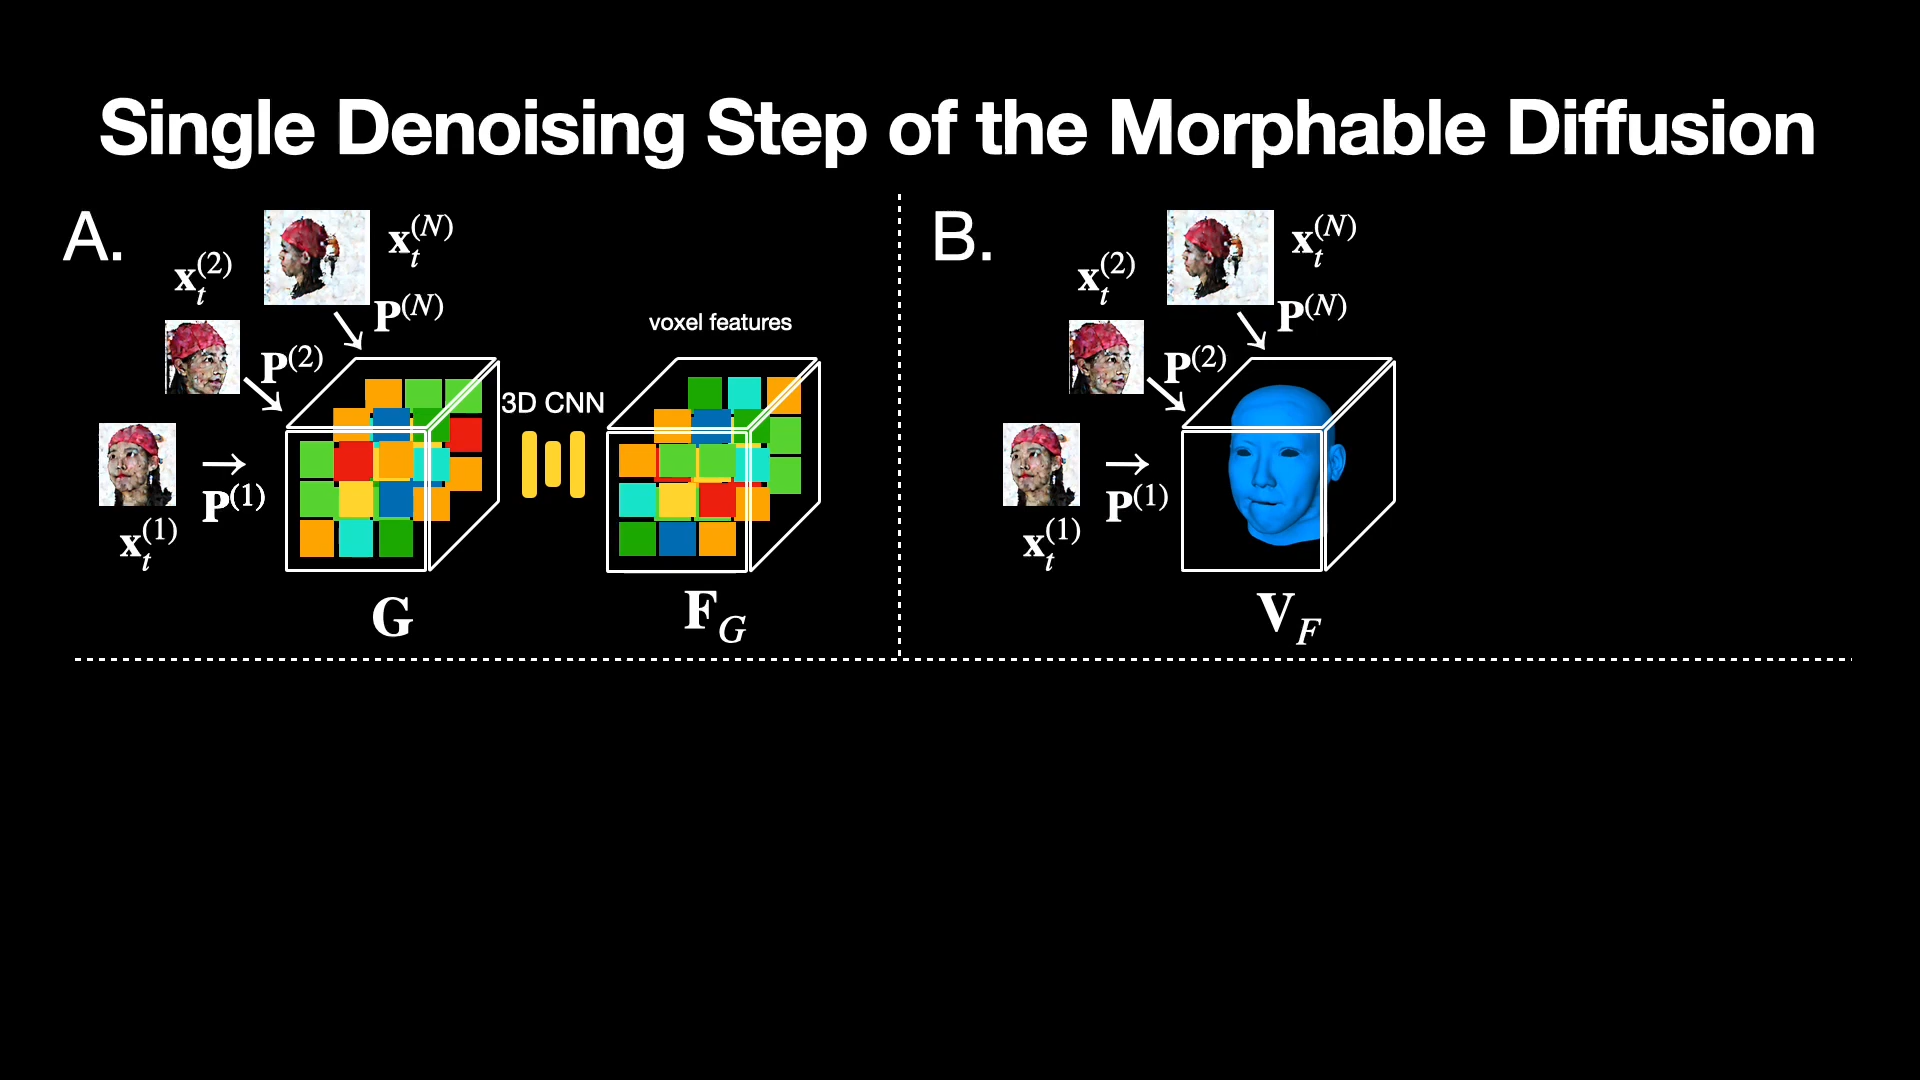 Single Denoising Step of the Morphable Diffusion
A.
x_t^(N)
x_t^(2)
P^(N)
voxel features
P^(2)
3D CNN
P^(1)
x_t^(1)
G
F_G
B.
x_t^(N)
x_t^(2)
P^(N)
P^(2)
P^(1)
x_t^(1)
V_F